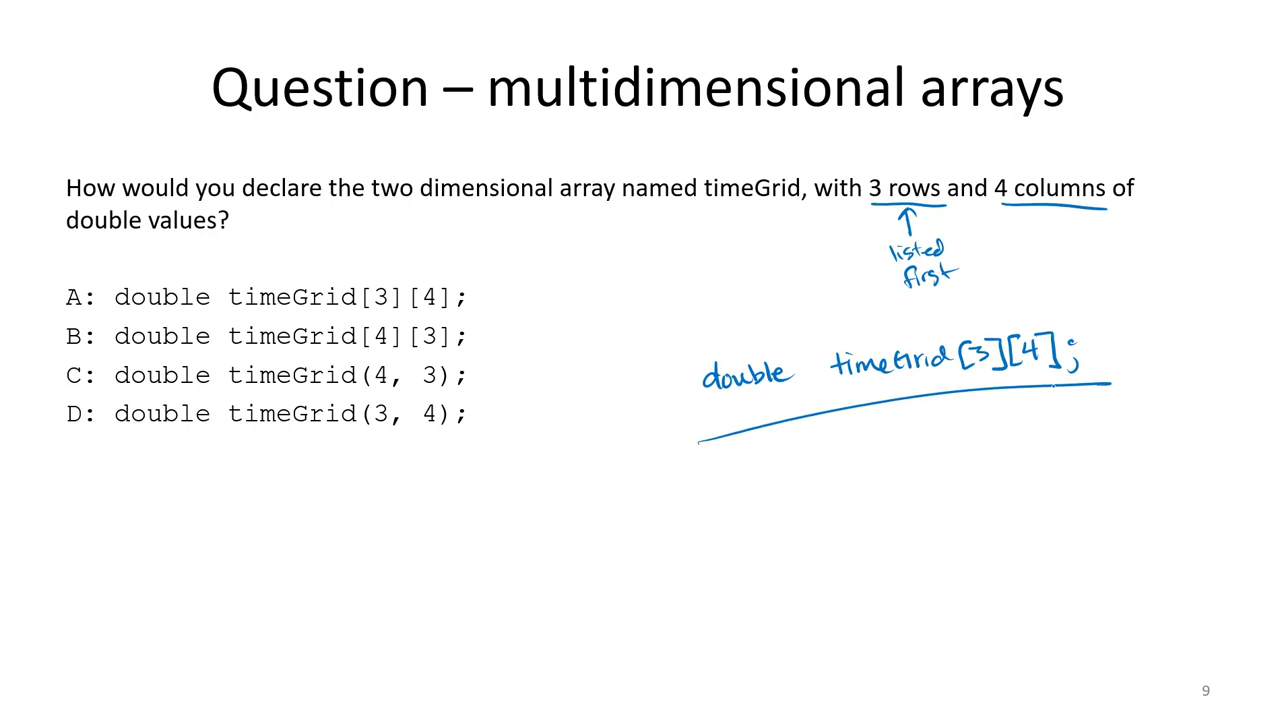 Question – multidimensional arrays
How would you declare the two dimensional array named timeGrid, with 3 rows and 4 columns of
double values?
listed
first
A: double timeGrid[3][4];
B: double timeGrid[4][3];
C: double timeGrid(4, 3);
D: double timeGrid(3, 4);
double timeGrid[3][4];
9